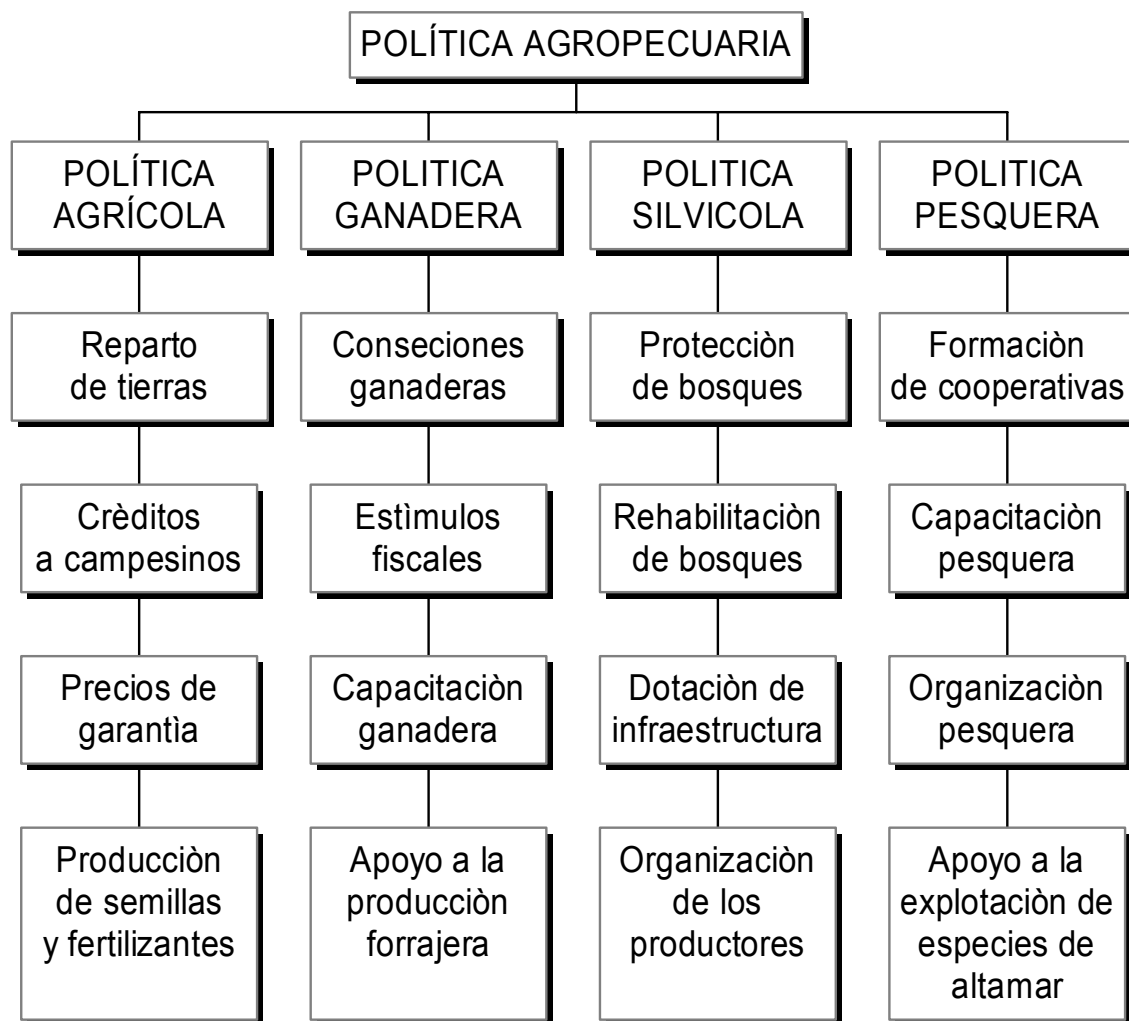 POLÍTICA AGROPECUARIA
POLÍTICA
AGRÍCOLA
POLITICA
GANADERA
POLITICA
SILVICOLA
POLITICA
PESQUERA
Reparto
de tierras
Conseciones
ganaderas
Protecciòn
de bosques
Formaciòn
de cooperativas
Crèditos
a campesinos
Estìmulos
fiscales
Rehabilitaciòn
de bosques
Capacitaciòn
pesquera
Precios de
garantìa
Capacitaciòn
ganadera
Dotaciòn de
infraestructura
Organizaciòn
pesquera
Producciòn
de semillas
y fertilizantes
Apoyo a la
producciòn
forrajera
Organizaciòn
de los
productores
Apoyo a la
explotaciòn de
especies de
altamar